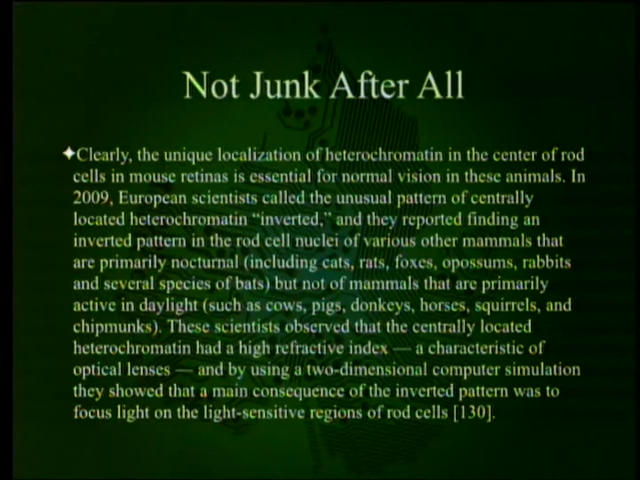 Not Junk After All
✦Clearly, the unique localization of heterochromatin in the center of rod
cells in mouse retinas is essential for normal vision in these animals. In
2009, European scientists called the unusual pattern of centrally
located heterochromatin “inverted,” and they reported finding an
inverted pattern in the rod cell nuclei of various other mammals that
are primarily nocturnal (including cats, rats, foxes, opossums, rabbits
and several species of bats) but not of mammals that are primarily
active in daylight (such as cows, pigs, donkeys, horses, squirrels, and
chipmunks). These scientists observed that the centrally located
heterochromatin had a high refractive index — a characteristic of
optical lenses — and by using a two-dimensional computer simulation
they showed that a main consequence of the inverted pattern was to
focus light on the light-sensitive regions of rod cells [130].